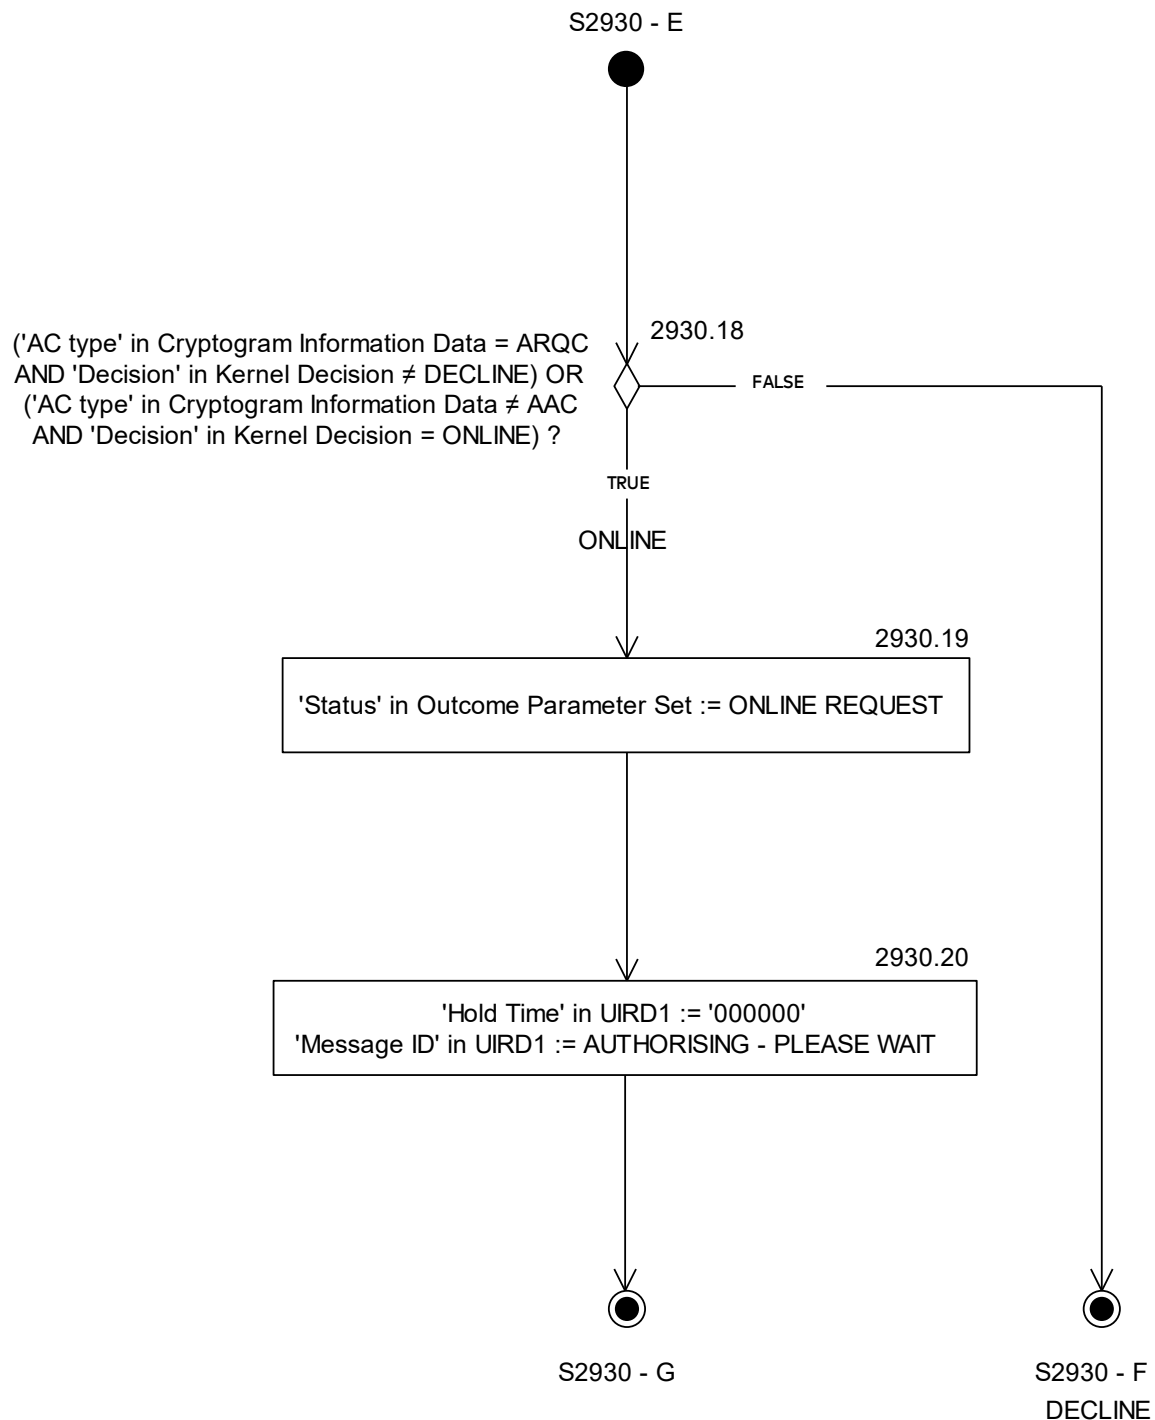 S2930 - E
2930.18
('AC type' in Cryptogram Information Data = ARQC
AND 'Decision' in Kernel Decision ≠ DECLINE) OR
('AC type' in Cryptogram Information Data ≠ AAC
AND 'Decision' in Kernel Decision = ONLINE) ?
FALSE
TRUE
ONLINE
2930.19
'Status' in Outcome Parameter Set := ONLINE REQUEST
2930.20
'Hold Time' in UIRD1 := '000000'
'Message ID' in UIRD1 := AUTHORISING - PLEASE WAIT
S2930 - G
S2930 - F
DECLINE